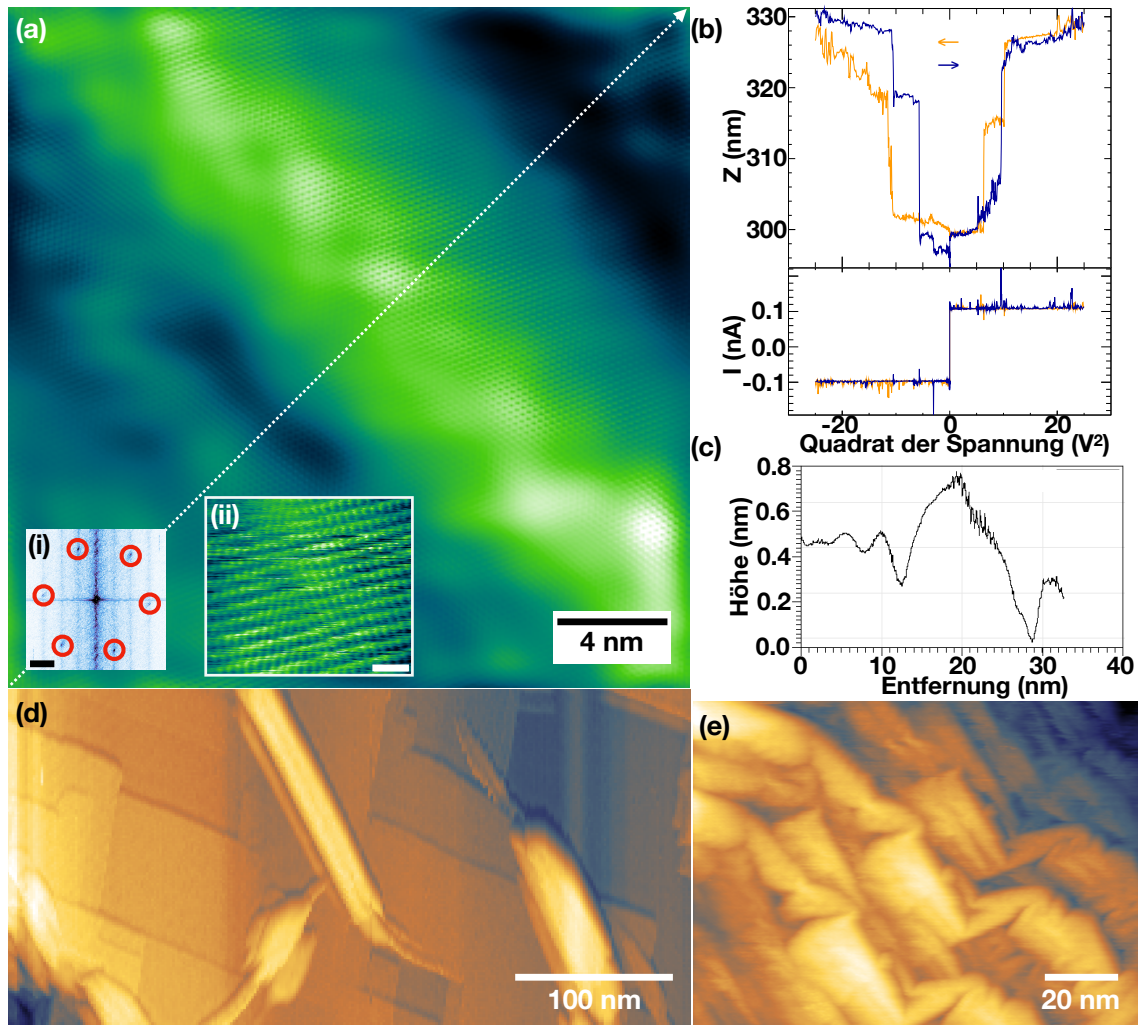 (a)
(i)
(ii)
4 nm
(b)
330
320
310
300
Z (nm)
0.1
0.0
-0.1
I (nA)
-20
0
20
Quadrat der Spannung (V²)
(c)
0.8
0.6
0.4
0.2
0.0
Höhe (nm)
0
10
20
30
40
Entfernung (nm)
(d)
100 nm
(e)
20 nm